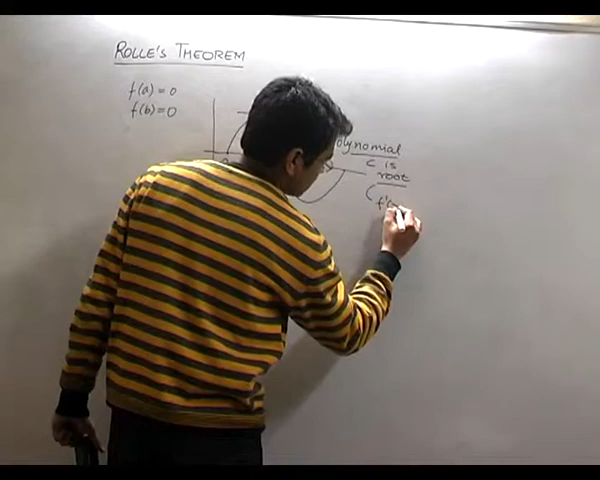 ROLLE'S THEOREM
f(a) = 0
f(b) = 0
olynomial
c is
root